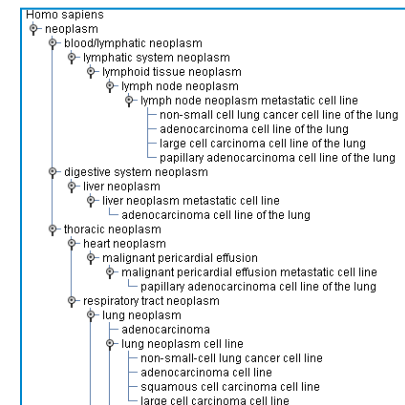 Homo sapiens
neoplasm
blood/lymphatic neoplasm
lymphatic system neoplasm
lymphoid tissue neoplasm
lymph node neoplasm
lymph node neoplasm metastatic cell line
non-small cell lung cancer cell line of the lung
adenocarcinoma cell line of the lung
large cell carcinoma cell line of the lung
papillary adenocarcinoma cell line of the lung
digestive system neoplasm
liver neoplasm
liver neoplasm metastatic cell line
adenocarcinoma cell line of the lung
thoracic neoplasm
heart neoplasm
malignant pericardial effusion
malignant pericardial effusion metastatic cell line
papillary adenocarcinoma cell line of the lung
respiratory tract neoplasm
lung neoplasm
adenocarcinoma
lung neoplasm cell line
non-small-cell lung cancer cell line
adenocarcinoma cell line
squamous cell carcinoma cell line
large cell carcinoma cell line